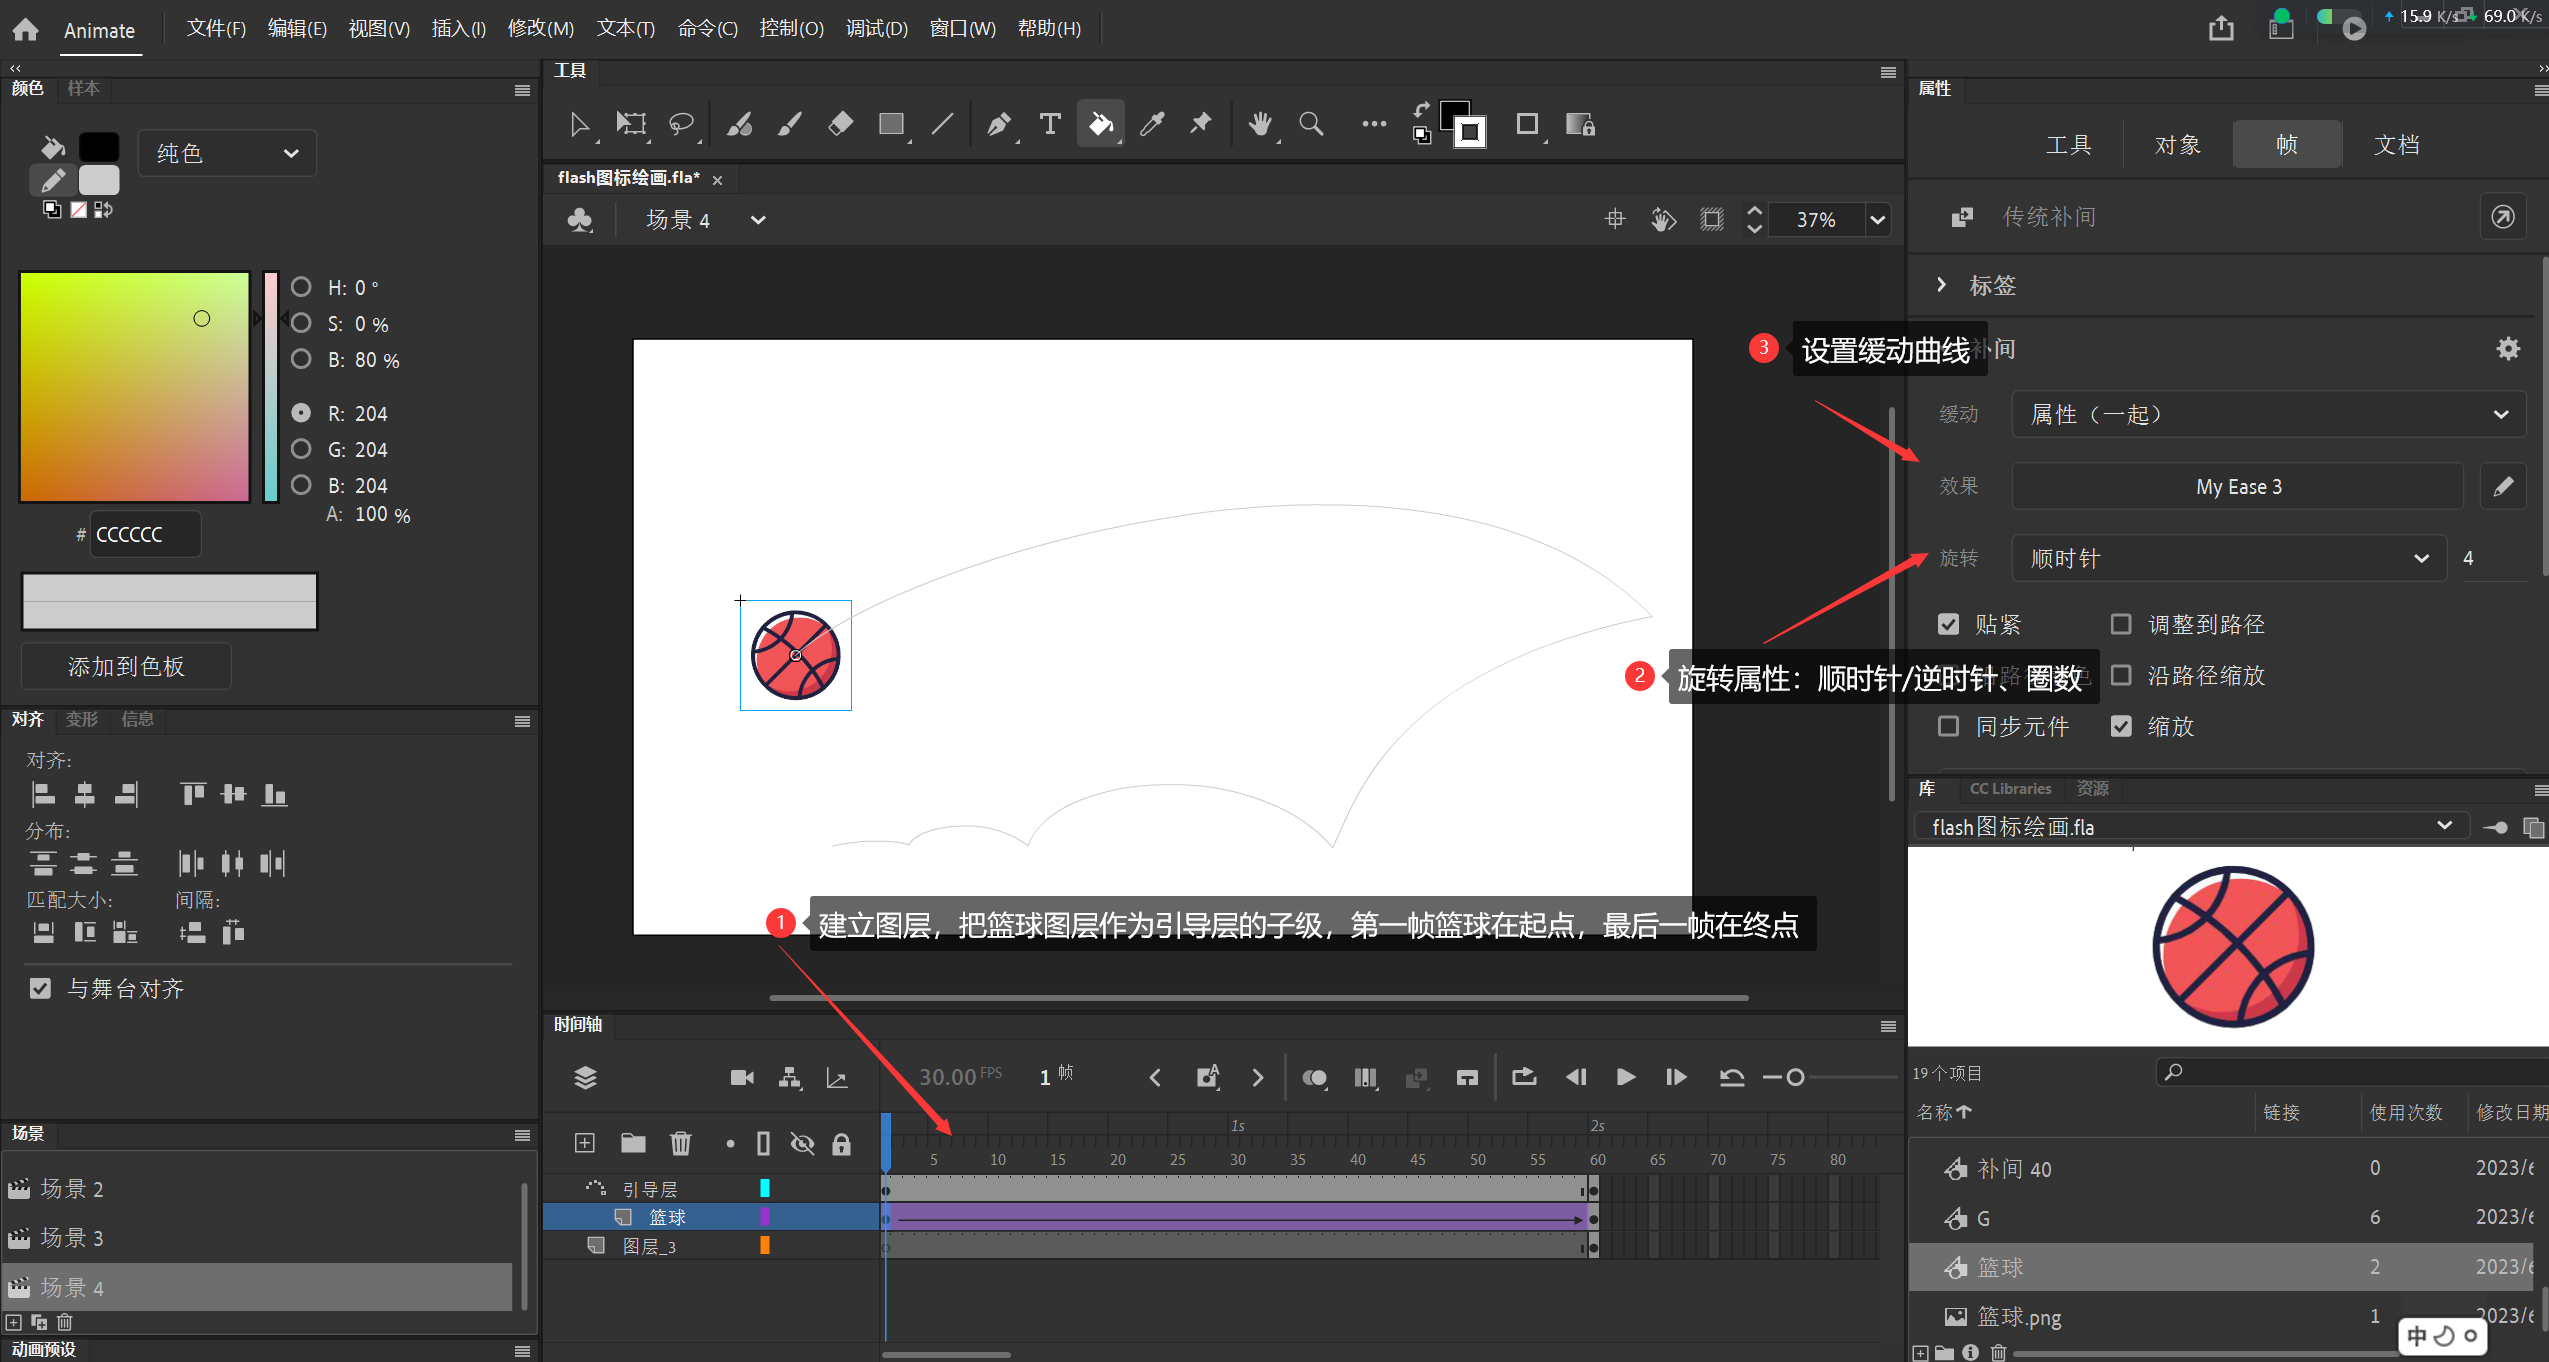 Animate 文件(F) 编辑(E) 视图(V) 插入(I) 修改(M) 文本(T) 命令(C) 控制(O) 调试(D) 窗口(W) 帮助(H)
15.9 K/s 69.0 K/s
颜色 样本
纯色
H: 0 °
S: 0 %
B: 80 %
R: 204
G: 204
B: 204
A: 100 %
# CCCCCC
添加到色板
对齐 变形 信息
对齐:
分布:
匹配大小: 间隔:
与舞台对齐
场景
场景 2
场景 3
场景 4
动画预设
工具
flash图标绘画.fla*
场景 4
37%
3 设置缓动曲线
2 旋转属性：顺时针/逆时针、圈数
1 建立图层，把篮球图层作为引导层的子级，第一帧篮球在起点，最后一帧在终点
时间轴
30.00 FPS 1 帧
1s 2s
5 10 15 20 25 30 35 40 45 50 55 60 65 70 75 80
引导层
篮球
图层_3
属性
工具 对象 帧 文档
传统补间
标签
补间
缓动 属性（一起）
效果 My Ease 3
旋转 顺时针 4
贴紧 调整到路径
沿路径缩放
同步元件 缩放
库 CC Libraries 资源
flash图标绘画.fla
19个项目
名称 链接 使用次数 修改日期
补间 40 0 2023/6
G 6 2023/6
篮球 2 2023/6
篮球.png 1 2023/6
中